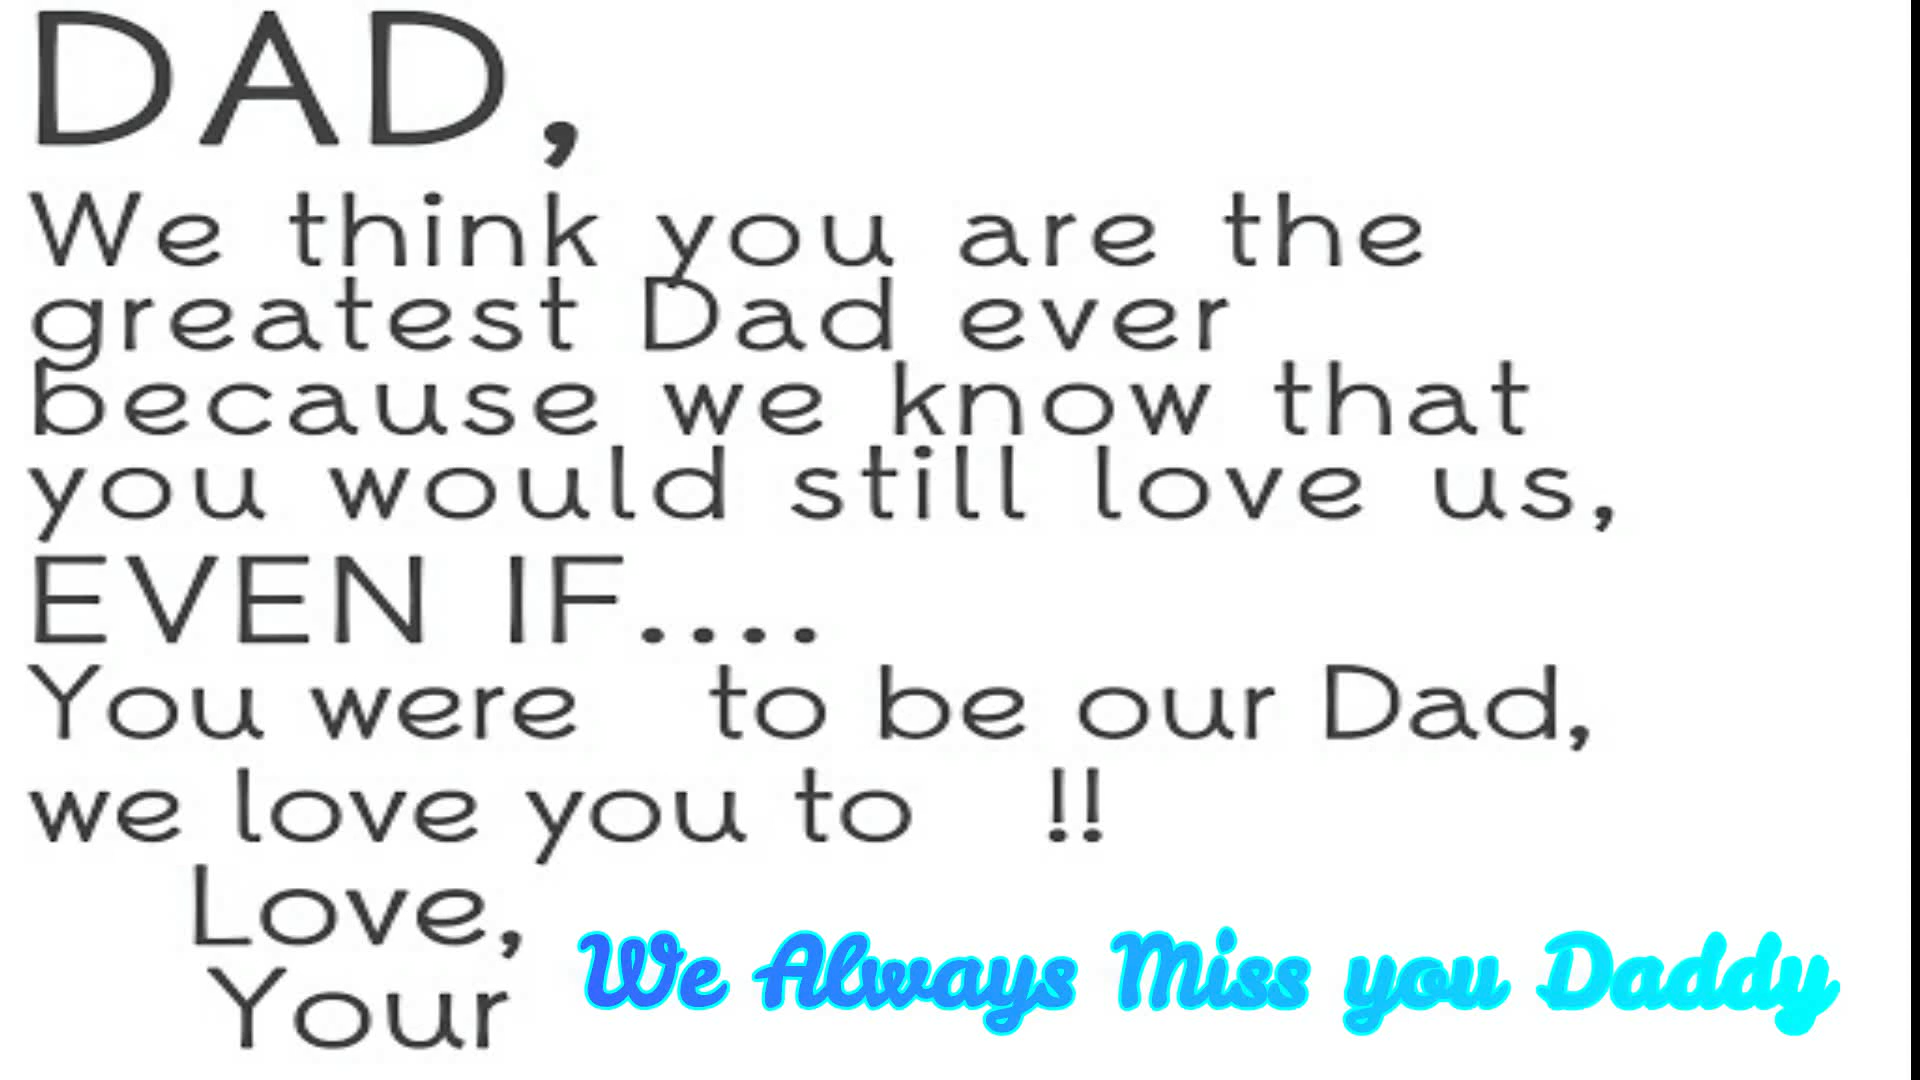 DAD,
We think you are the
greatest Dad ever
because we know that
you would still love us,
EVEN IF....
You were to be our Dad,
we love you to !!
Love,
Your
We Always Miss you Daddy